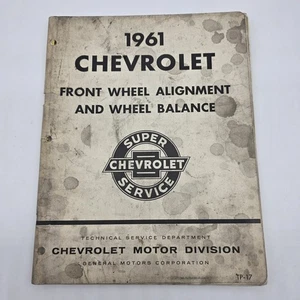 1961
CHEVROLET
FRONT WHEEL ALIGNMENT
AND WHEEL BALANCE
SUPER
CHEVROLET
SERVICE
TECHNICAL SERVICE DEPARTMENT
CHEVROLET MOTOR DIVISION
GENERAL MOTORS CORPORATION
TP-17